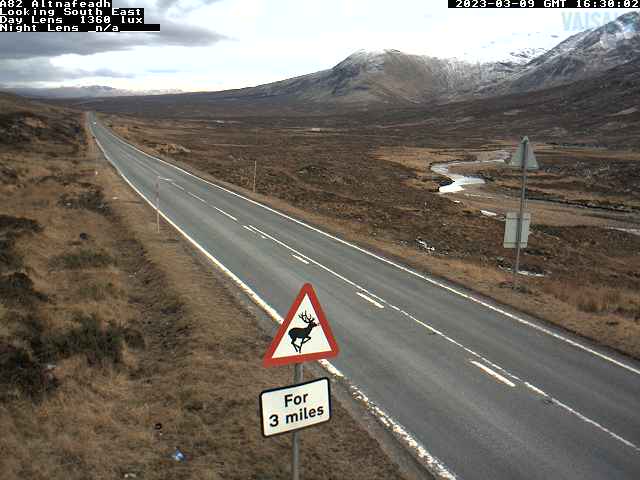 A82 Altnafeadh
Looking South East
Day Lens  1360 lux
Night Lens  n/a
2023-03-09 GMT 16:30:02
VAISALA
For
3 miles